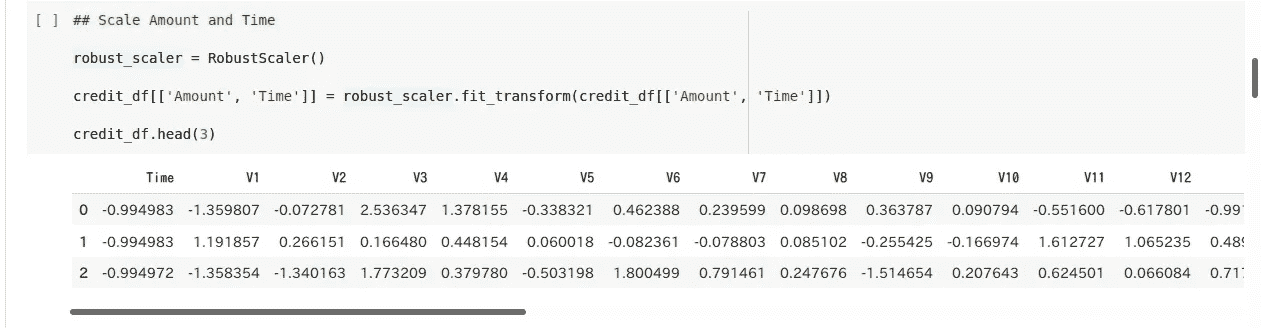 [ ] ## Scale Amount and Time
robust_scaler = RobustScaler()
credit_df[['Amount', 'Time']] = robust_scaler.fit_transform(credit_df[['Amount', 'Time']])
credit_df.head(3)
Time V1 V2 V3 V4 V5 V6 V7 V8 V9 V10 V11 V12
0 -0.994983 -1.359807 -0.072781 2.536347 1.378155 -0.338321 0.462388 0.239599 0.098698 0.363787 0.090794 -0.551600 -0.617801 -0.991
1 -0.994983 1.191857 0.266151 0.166480 0.448154 0.060018 -0.082361 -0.078803 0.085102 -0.255425 -0.166974 1.612727 1.065235 0.489
2 -0.994972 -1.358354 -1.340163 1.773209 0.379780 -0.503198 1.800499 0.791461 0.247676 -1.514654 0.207643 0.624501 0.066084 0.717